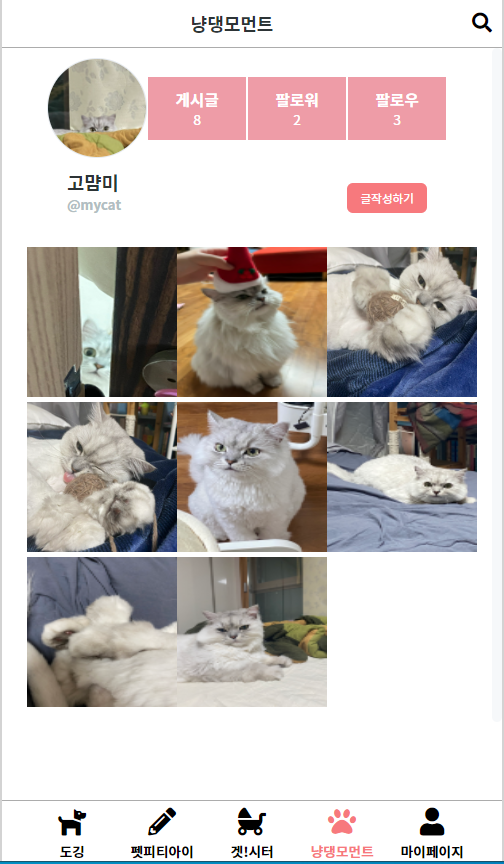 냥댕모먼트
게시글
8
팔로워
2
팔로우
3
고먐미
@mycat
글작성하기
도깅
펫피티아이
겟!시터
냥댕모먼트
마이페이지